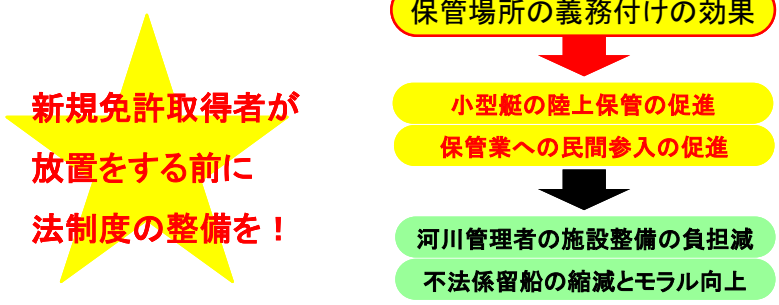 新規免許取得者が
放置をする前に
法制度の整備を！
保管場所の義務付けの効果
小型艇の陸上保管の促進
保管業への民間参入の促進
河川管理者の施設整備の負担減
不法係留船の縮減とモラル向上